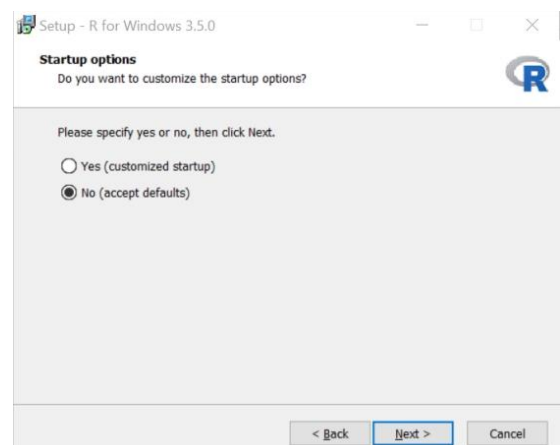 Setup - R for Windows 3.5.0
Startup options
Do you want to customize the startup options?
R
Please specify yes or no, then click Next.
Yes (customized startup)
No (accept defaults)
< Back Next > Cancel